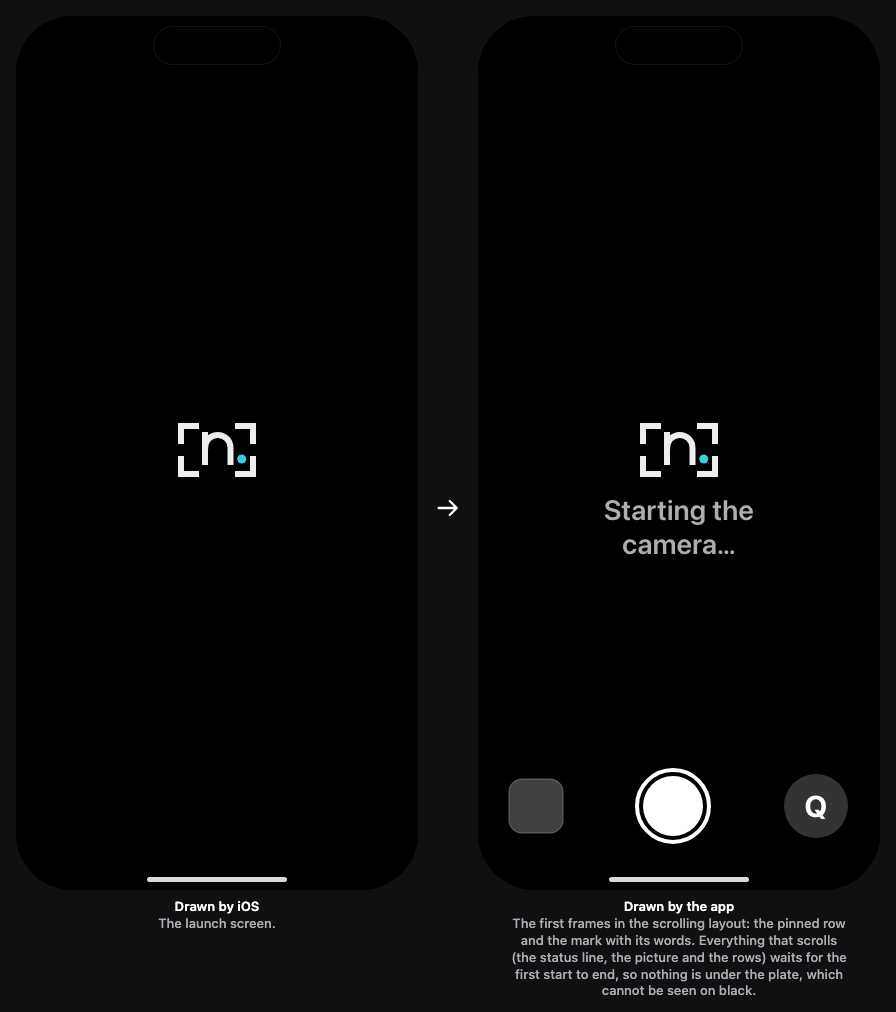 n.
n.
Starting the
camera…
Q
Drawn by iOS
The launch screen.
Drawn by the app
The first frames in the scrolling layout: the pinned row
and the mark with its words. Everything that scrolls
(the status line, the picture and the rows) waits for the
first start to end, so nothing is under the plate, which
cannot be seen on black.